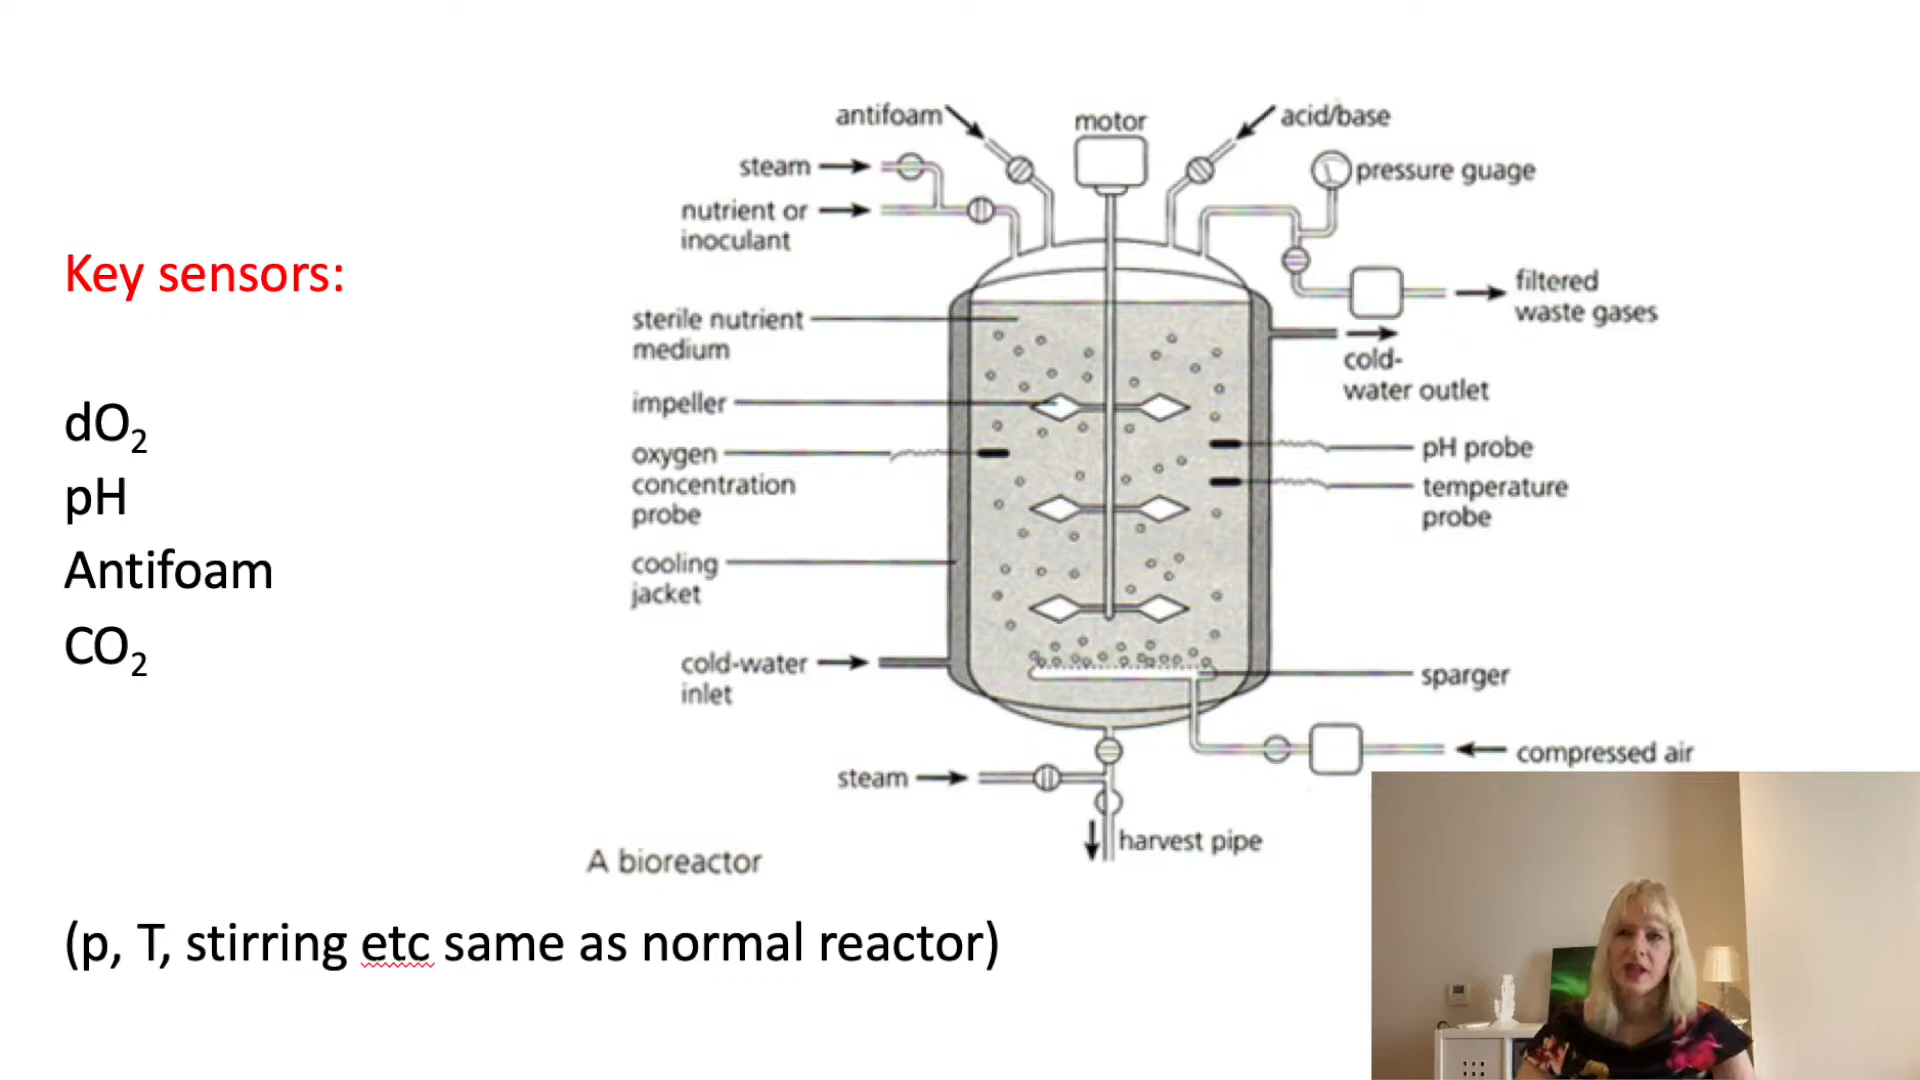 Key sensors:
dO2
pH
Antifoam
CO2
antifoam
motor
acid/base
steam
pressure guage
nutrient or
inoculant
filtered
waste gases
sterile nutrient
medium
cold-
water outlet
impeller
oxygen
concentration
probe
pH probe
temperature
probe
cooling
jacket
cold-water
inlet
sparger
compressed air
steam
harvest pipe
A bioreactor
(p, T, stirring etc same as normal reactor)